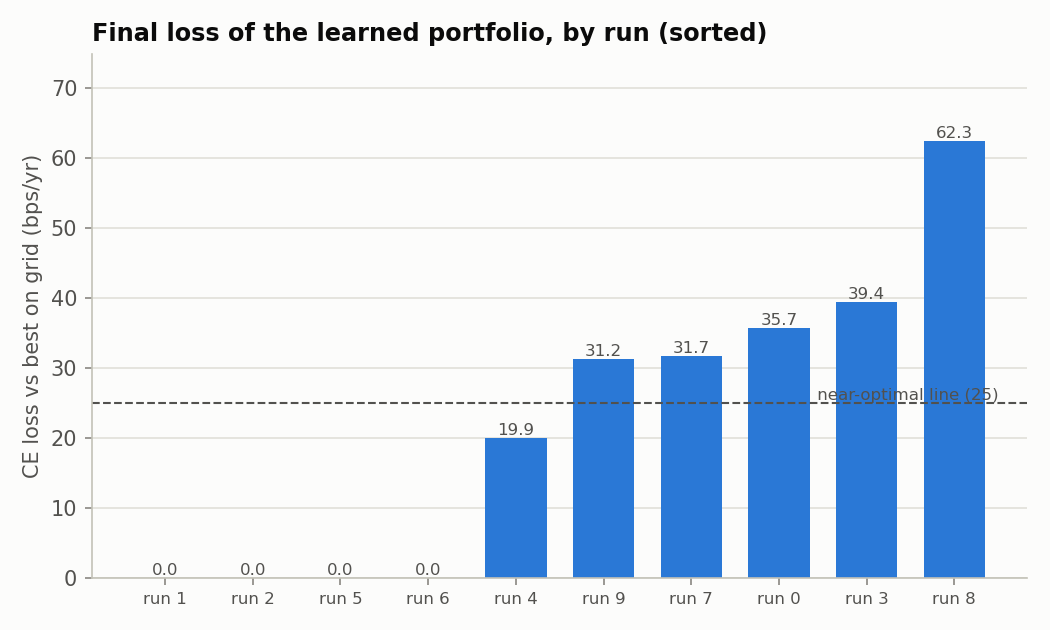 Final loss of the learned portfolio, by run (sorted)
CE loss vs best on grid (bps/yr)
70
60
50
40
30
20
10
0
62.3
39.4
35.7
31.7
31.2
near-optimal line (25)
19.9
0.0 0.0 0.0 0.0
run 1 run 2 run 5 run 6 run 4 run 9 run 7 run 0 run 3 run 8